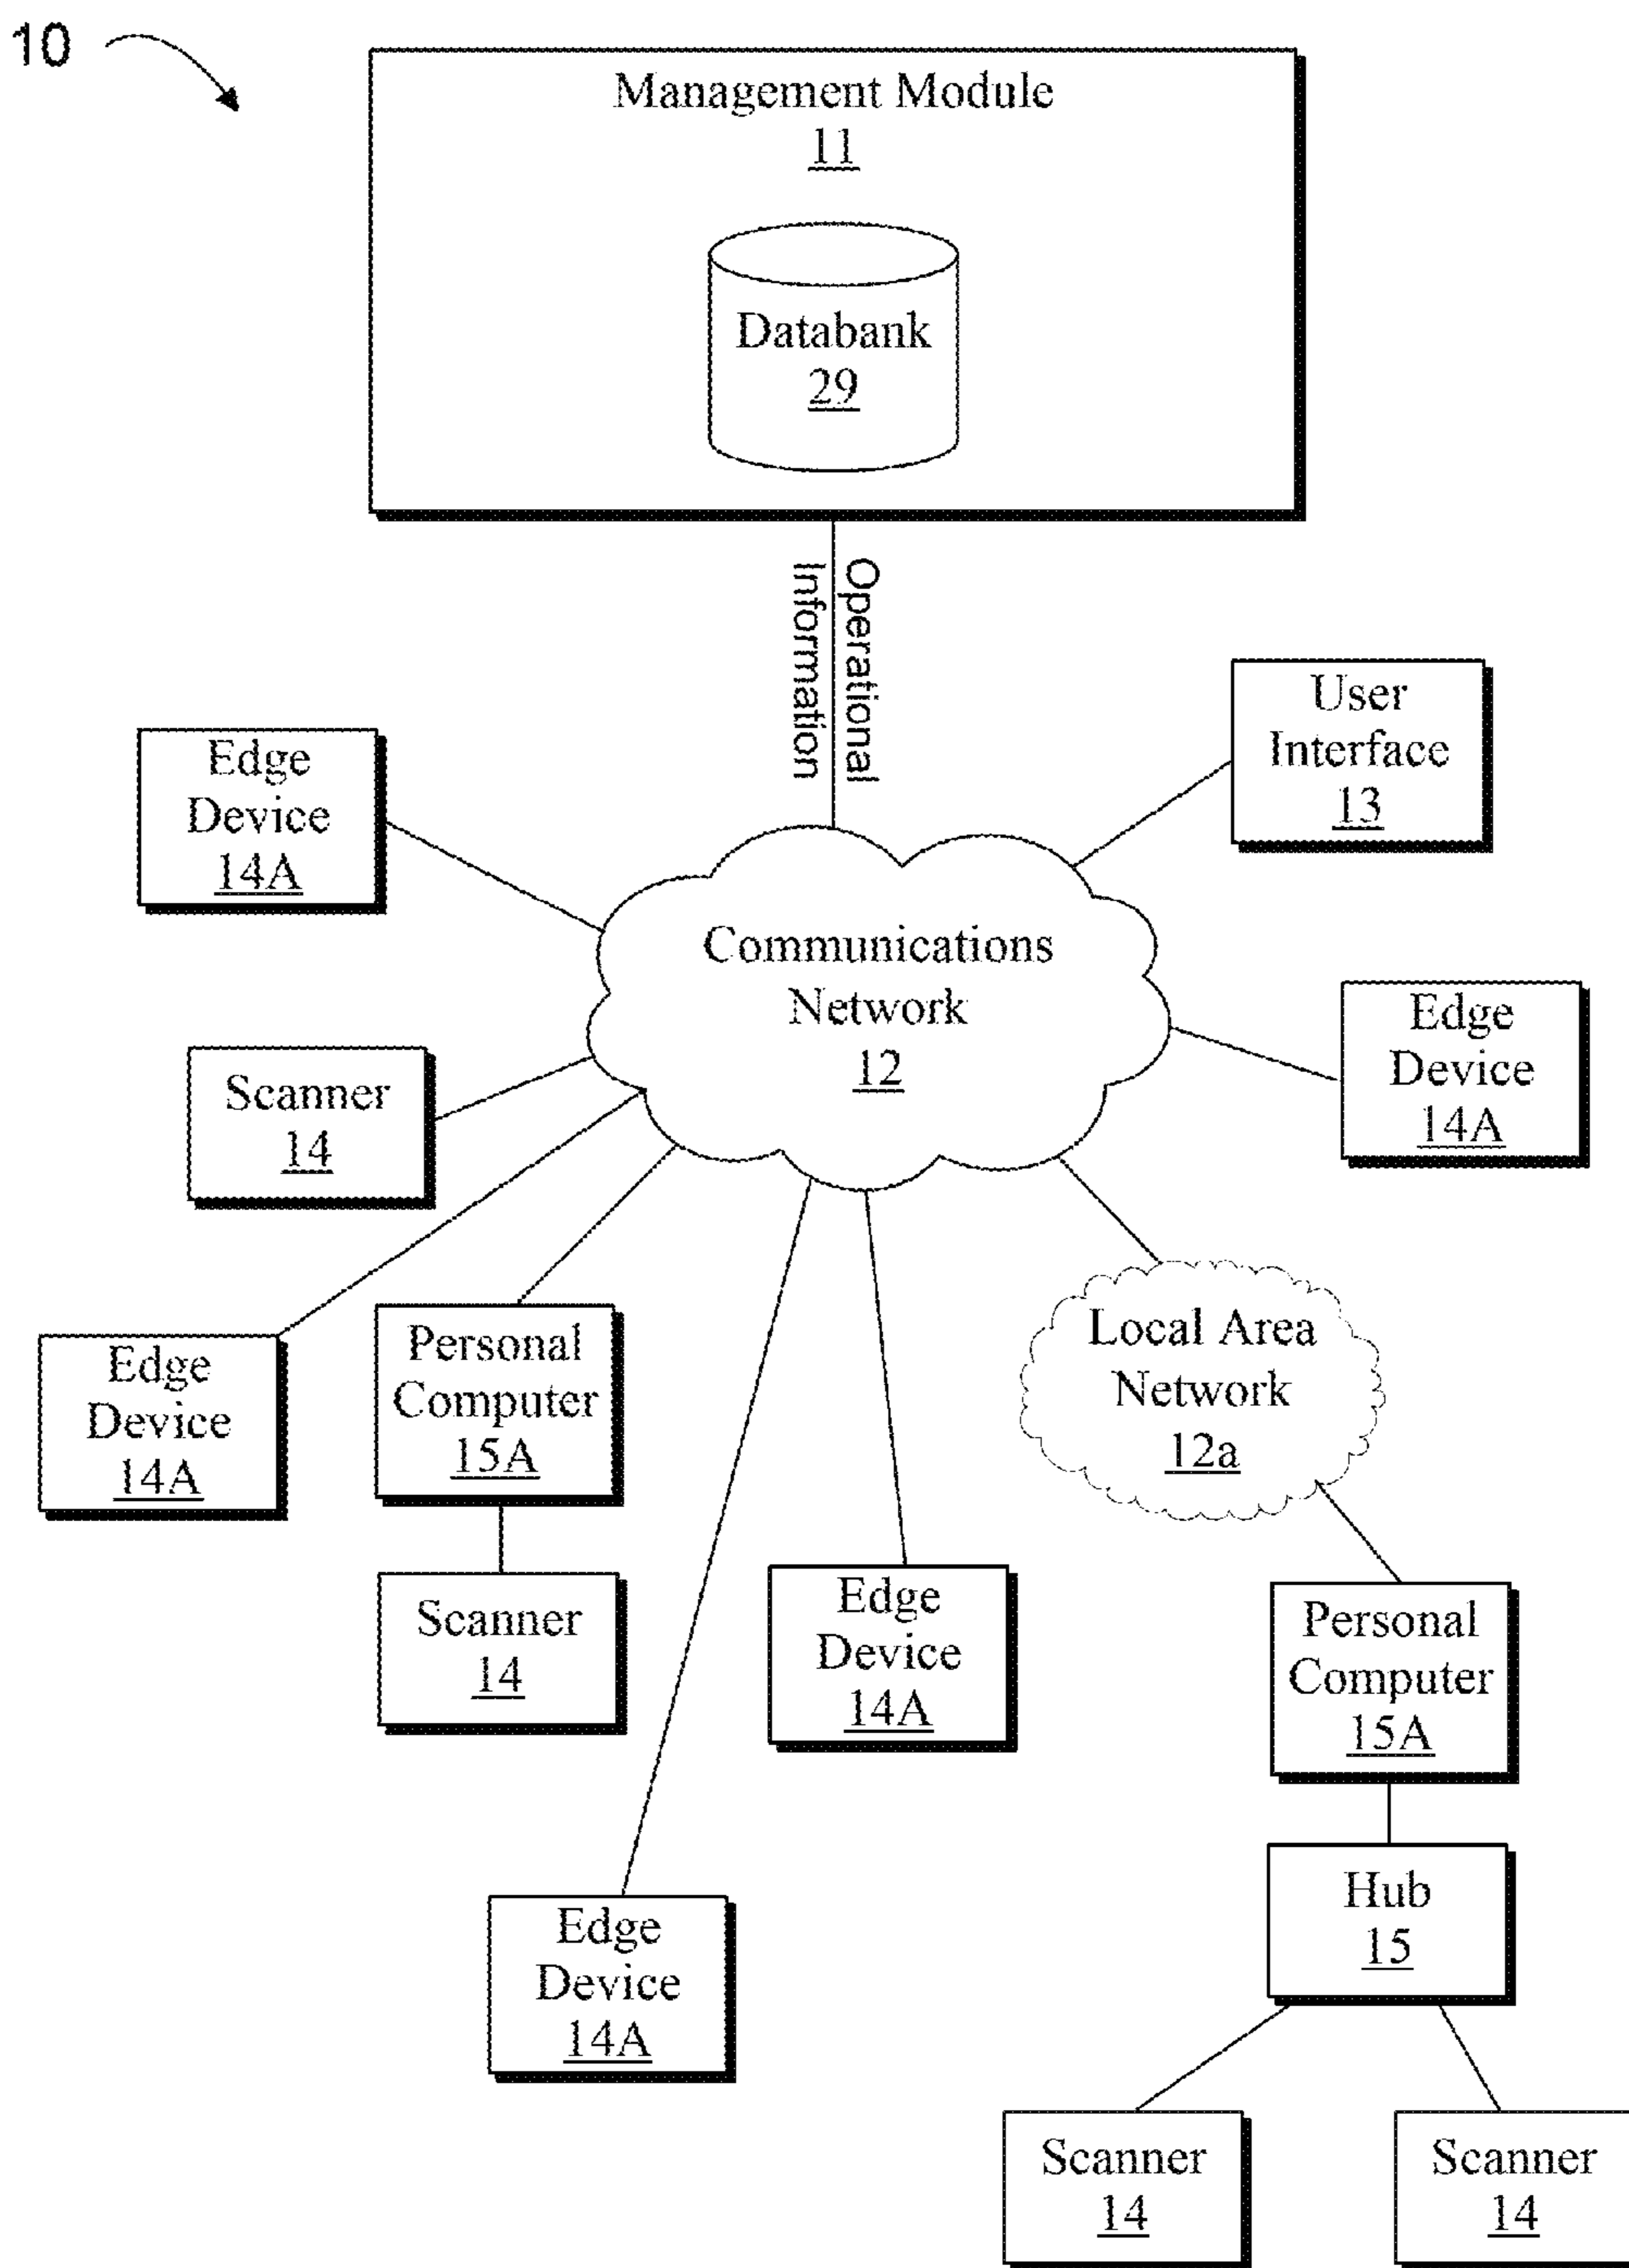 10
Management Module
11
Databank
29
Operational
Information
User
Interface
13
Edge
Device
14A
Communications
Network
12
Edge
Device
14A
Scanner
14
Local Area
Network
12a
Edge
Device
14A
Personal
Computer
15A
Scanner
14
Edge
Device
14A
Personal
Computer
15A
Hub
15
Edge
Device
14A
Scanner
14
Scanner
14